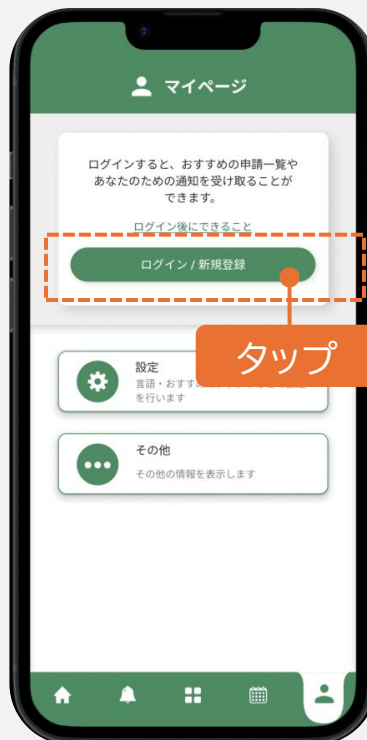 マイページ
ログインすると、おすすめの申請一覧や
あなたのための通知を受け取ることが
できます。
ログイン後にできること
ログイン / 新規登録
タップ
設定
言語・おすすめ
を行います
その他
その他の情報を表示します